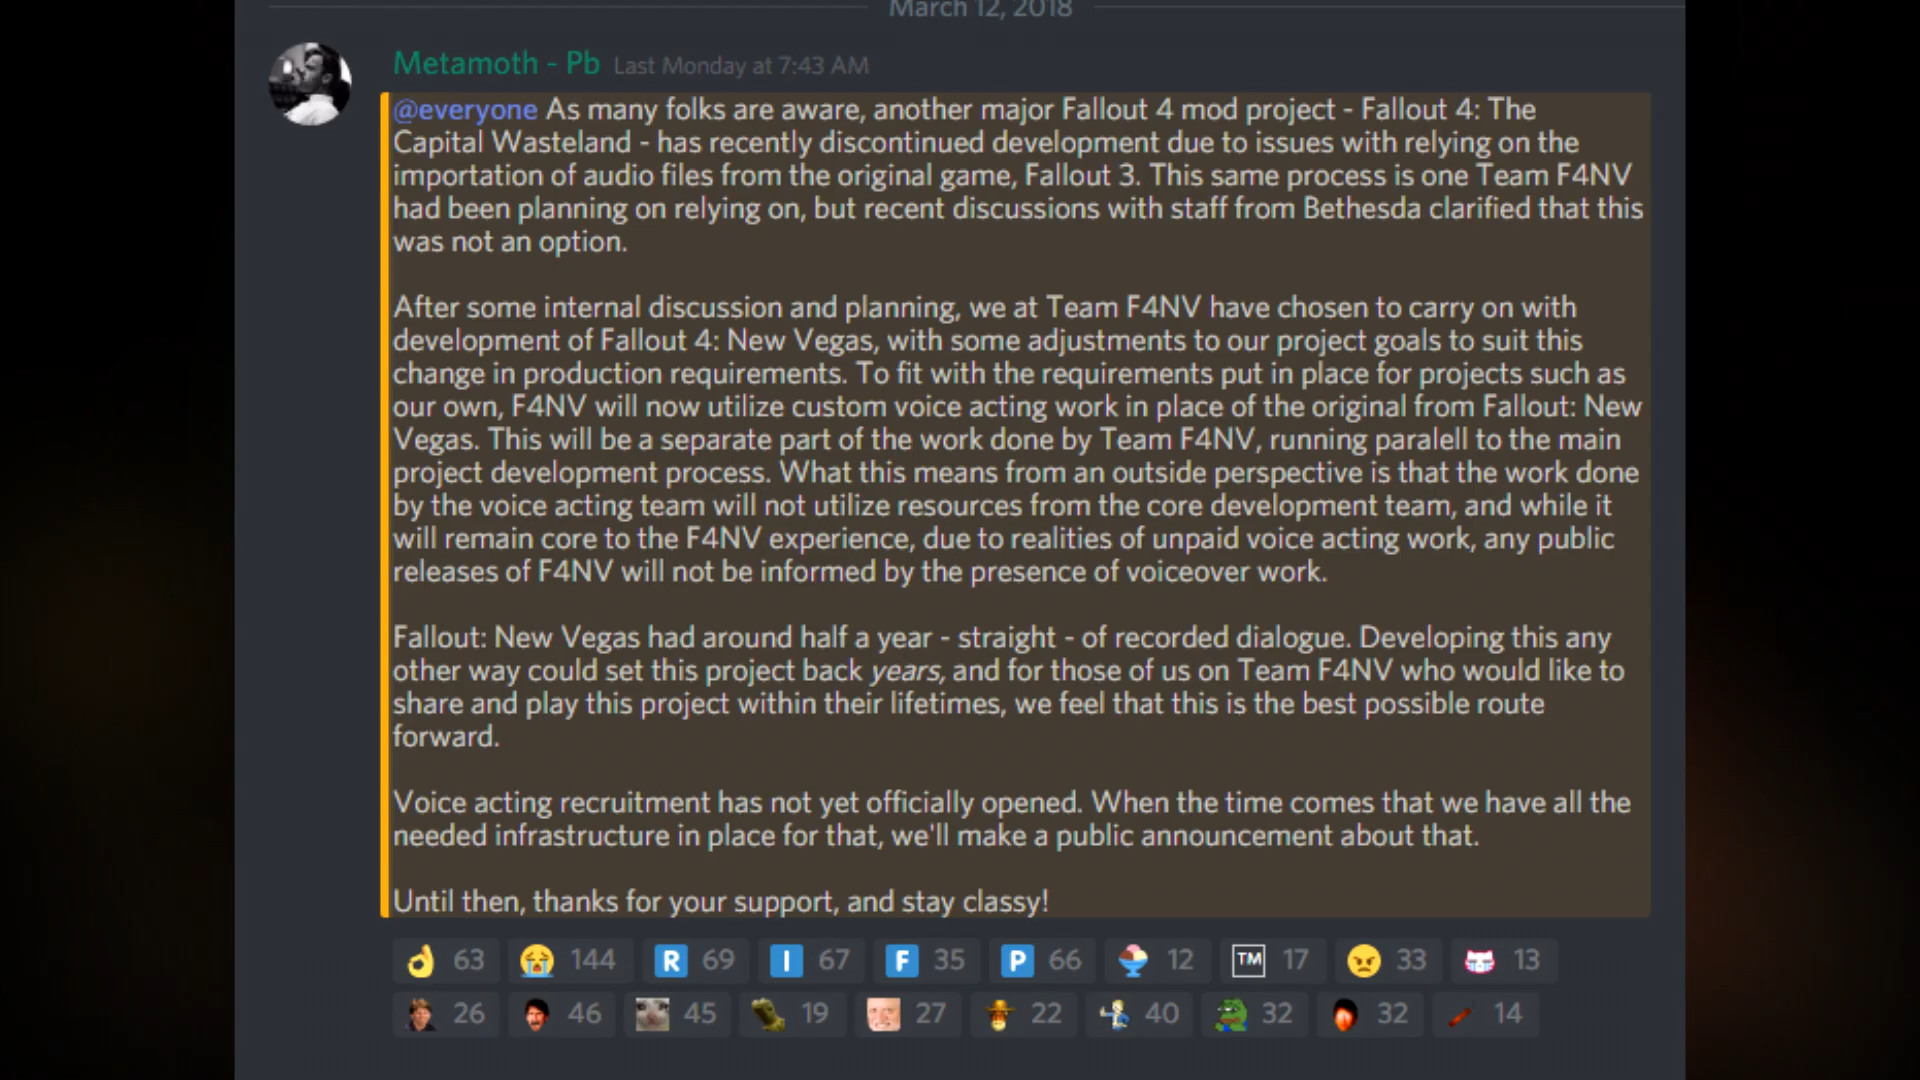 March 12, 2018
Metamoth - Pb Last Monday at 7:43 AM
@everyone As many folks are aware, another major Fallout 4 mod project - Fallout 4: The
Capital Wasteland - has recently discontinued development due to issues with relying on the
importation of audio files from the original game, Fallout 3. This same process is one Team F4NV
had been planning on relying on, but recent discussions with staff from Bethesda clarified that this
was not an option.
After some internal discussion and planning, we at Team F4NV have chosen to carry on with
development of Fallout 4: New Vegas, with some adjustments to our project goals to suit this
change in production requirements. To fit with the requirements put in place for projects such as
our own, F4NV will now utilize custom voice acting work in place of the original from Fallout: New
Vegas. This will be a separate part of the work done by Team F4NV, running paralell to the main
project development process. What this means from an outside perspective is that the work done
by the voice acting team will not utilize resources from the core development team, and while it
will remain core to the F4NV experience, due to realities of unpaid voice acting work, any public
releases of F4NV will not be informed by the presence of voiceover work.
Fallout: New Vegas had around half a year - straight - of recorded dialogue. Developing this any
other way could set this project back years, and for those of us on Team F4NV who would like to
share and play this project within their lifetimes, we feel that this is the best possible route
forward.
Voice acting recruitment has not yet officially opened. When the time comes that we have all the
needed infrastructure in place for that, we'll make a public announcement about that.
Until then, thanks for your support, and stay classy!
63 144 R 69 I 67 F 35 P 66 12 TM 17 33 13
26 46 45 19 27 22 40 32 32 14